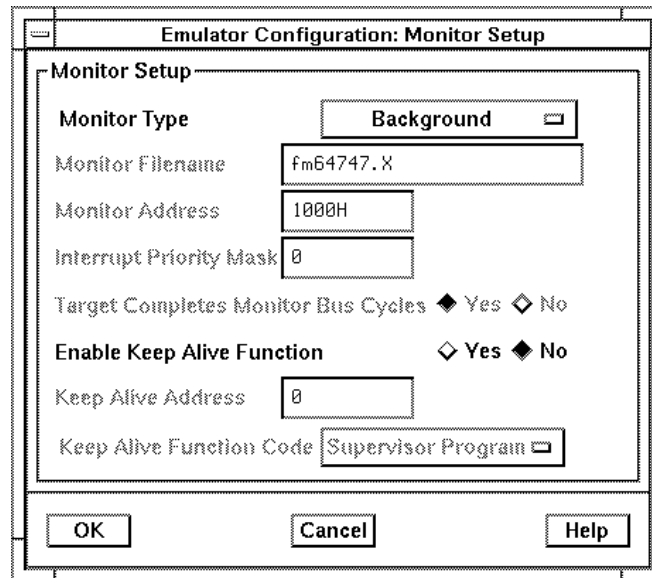 Emulator Configuration: Monitor Setup
Monitor Setup
Monitor Type Background
Monitor Filename fm64747.X
Monitor Address 1000H
Interrupt Priority Mask 0
Target Completes Monitor Bus Cycles Yes No
Enable Keep Alive Function Yes No
Keep Alive Address 0
Keep Alive Function Code Supervisor Program
OK Cancel Help